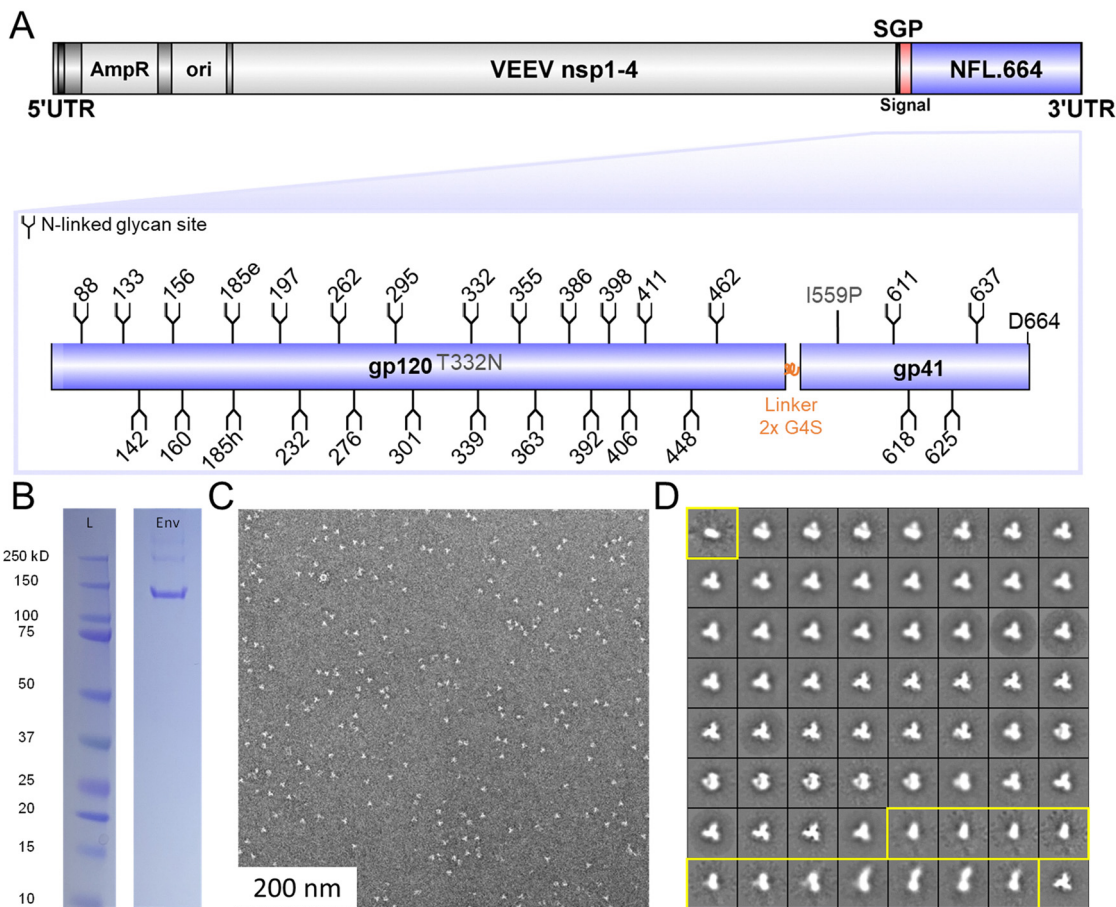 A
SGP
AmpR
ori
VEEV nsp1-4
NFL.664
5'UTR
Signal
3'UTR
N-linked glycan site
88
133
156
185e
197
262
295
332
355
386
398
411
462
I559P
611
637
D664
gp120 T332N
gp41
Linker
2x G4S
142
160
185h
232
276
301
339
363
392
406
448
618
625
B
L
Env
250 kD
150
100
75
50
37
25
20
15
10
C
200 nm
D